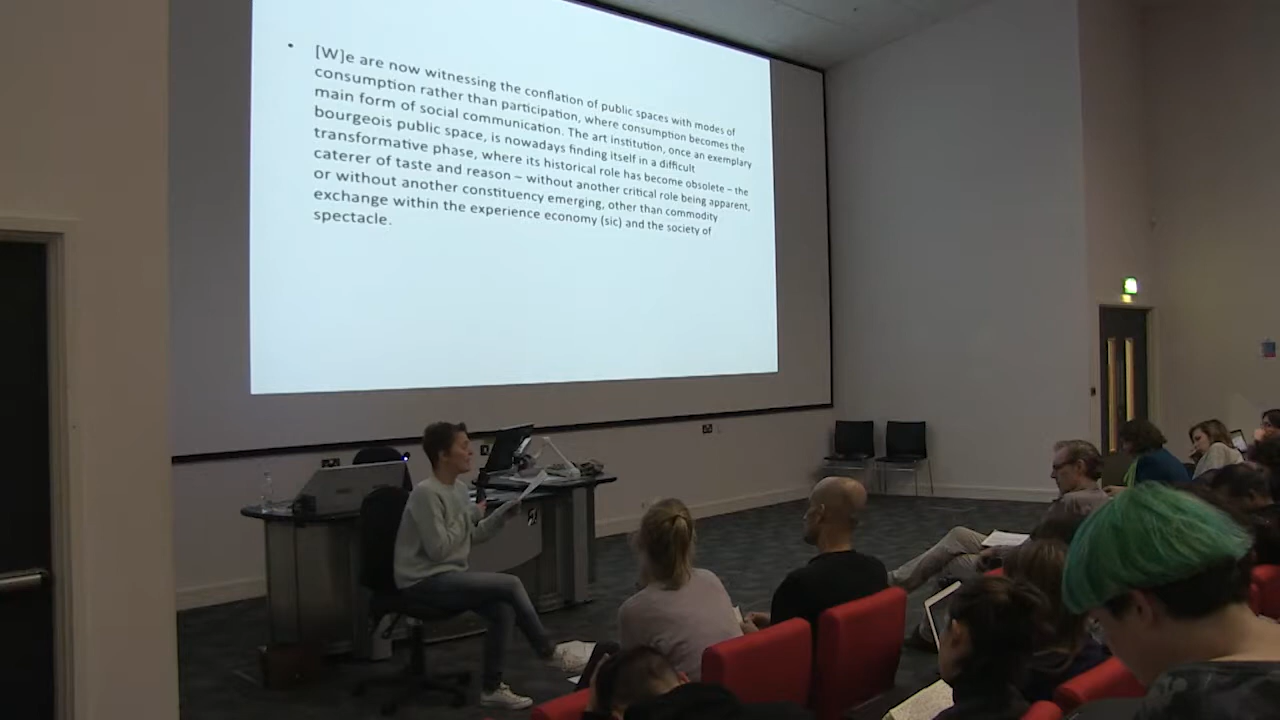 • [W]e are now witnessing the conflation of public spaces with modes of
consumption rather than participation, where consumption becomes the
main form of social communication. The art institution, once an exemplary
bourgeois public space, is nowadays finding itself in a difficult
transformative phase, where its historical role has become obsolete – the
caterer of taste and reason – without another critical role being apparent,
or without another constituency emerging, other than commodity
exchange within the experience economy (sic) and the society of
spectacle.